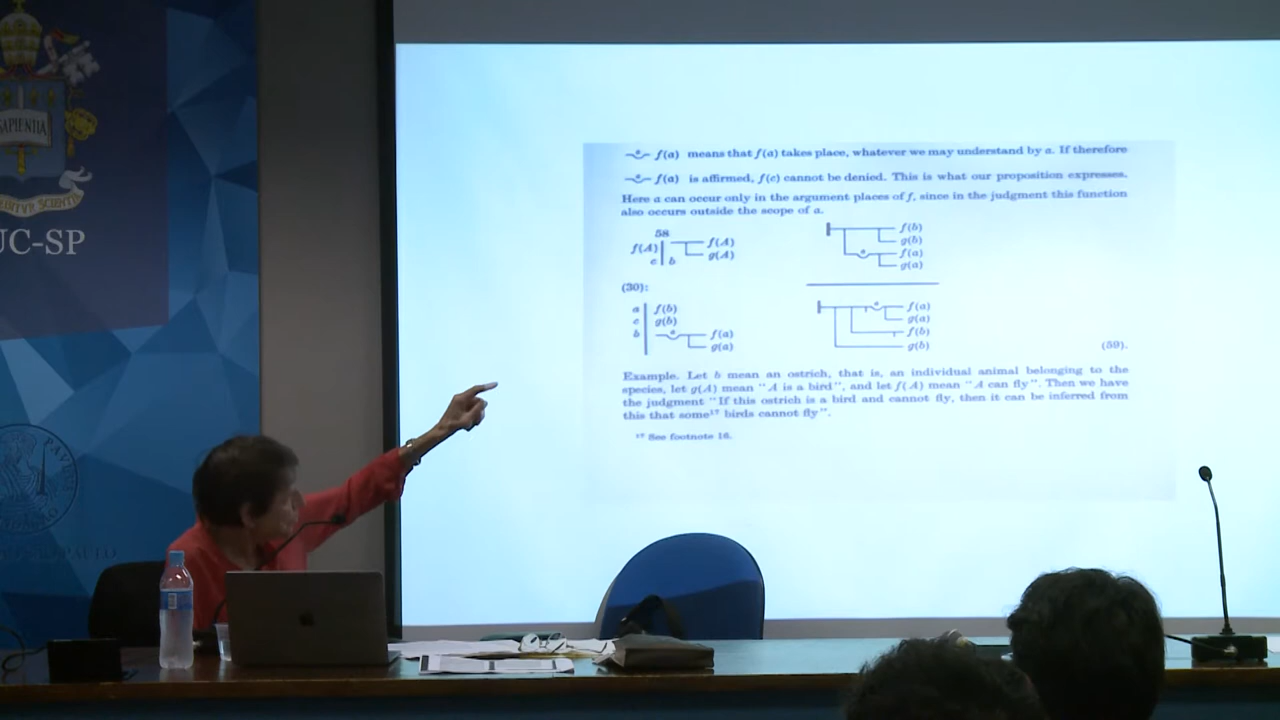 SAPIENTIA
UC-SP
f(a) means that f(a) takes place, whatever we may understand by a. If therefore
f(a) is affirmed, f(c) cannot be denied. This is what our proposition expresses.
Here a can occur only in the argument places of f, since in the judgment this function
also occurs outside the scope of a.
58
f(A) | f(A)
c | b g(A)
f(b)
g(b)
f(a)
g(a)
(30):
a | f(b)
c | g(b)
b | f(a)
g(a)
f(a)
g(a)
f(b)
g(b)
(59).
Example. Let b mean an ostrich, that is, an individual animal belonging to the
species, let g(A) mean "A is a bird", and let f(A) mean "A can fly". Then we have
the judgment "If this ostrich is a bird and cannot fly, then it can be inferred from
this that some¹⁷ birds cannot fly".
¹⁷ See footnote 16.